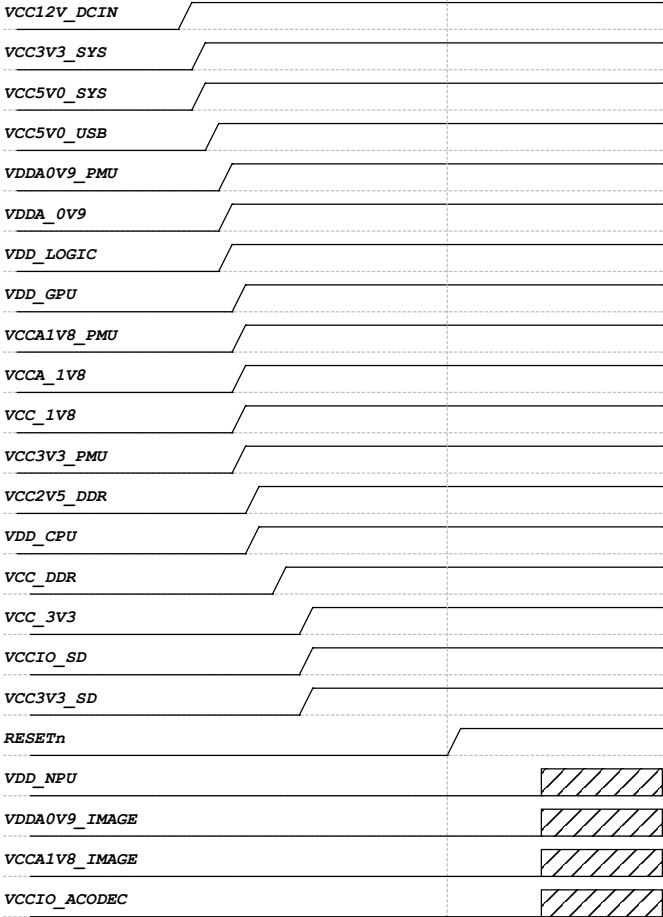 VCC12V_DCIN
VCC3V3_SYS
VCC5V0_SYS
VCC5V0_USB
VDDA0V9_PMU
VDDA_0V9
VDD_LOGIC
VDD_GPU
VCCA1V8_PMU
VCCA_1V8
VCC_1V8
VCC3V3_PMU
VCC2V5_DDR
VDD_CPU
VCC_DDR
VCC_3V3
VCCIO_SD
VCC3V3_SD
RESETn
VDD_NPU
VDDA0V9_IMAGE
VCCA1V8_IMAGE
VCCIO_ACODEC